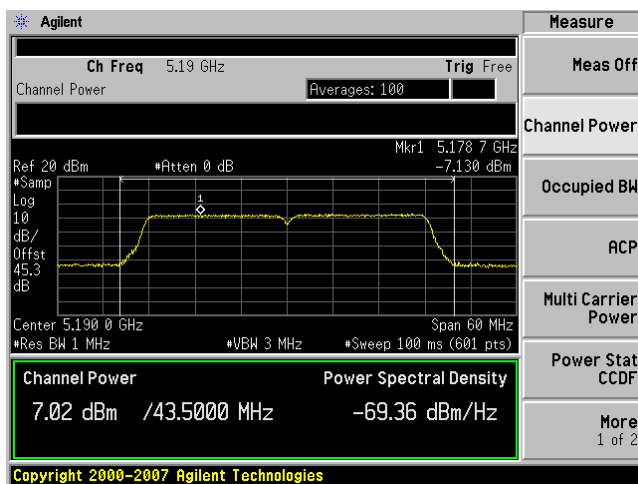 Agilent
Measure
Ch Freq 5.19 GHz Trig Free
Meas Off
Channel Power Averages: 100
Channel Power
Mkr1 5.178 7 GHz
Ref 20 dBm #Atten 0 dB -7.130 dBm
#Samp
Log
10
dB/
Offst
45.3
dB
1
Occupied BW
ACP
Multi Carrier
Power
Center 5.190 0 GHz Span 60 MHz
#Res BW 1 MHz #VBW 3 MHz #Sweep 100 ms (601 pts)
Power Stat
CCDF
Channel Power Power Spectral Density
7.02 dBm /43.5000 MHz -69.36 dBm/Hz
More
1 of 2
Copyright 2000-2007 Agilent Technologies